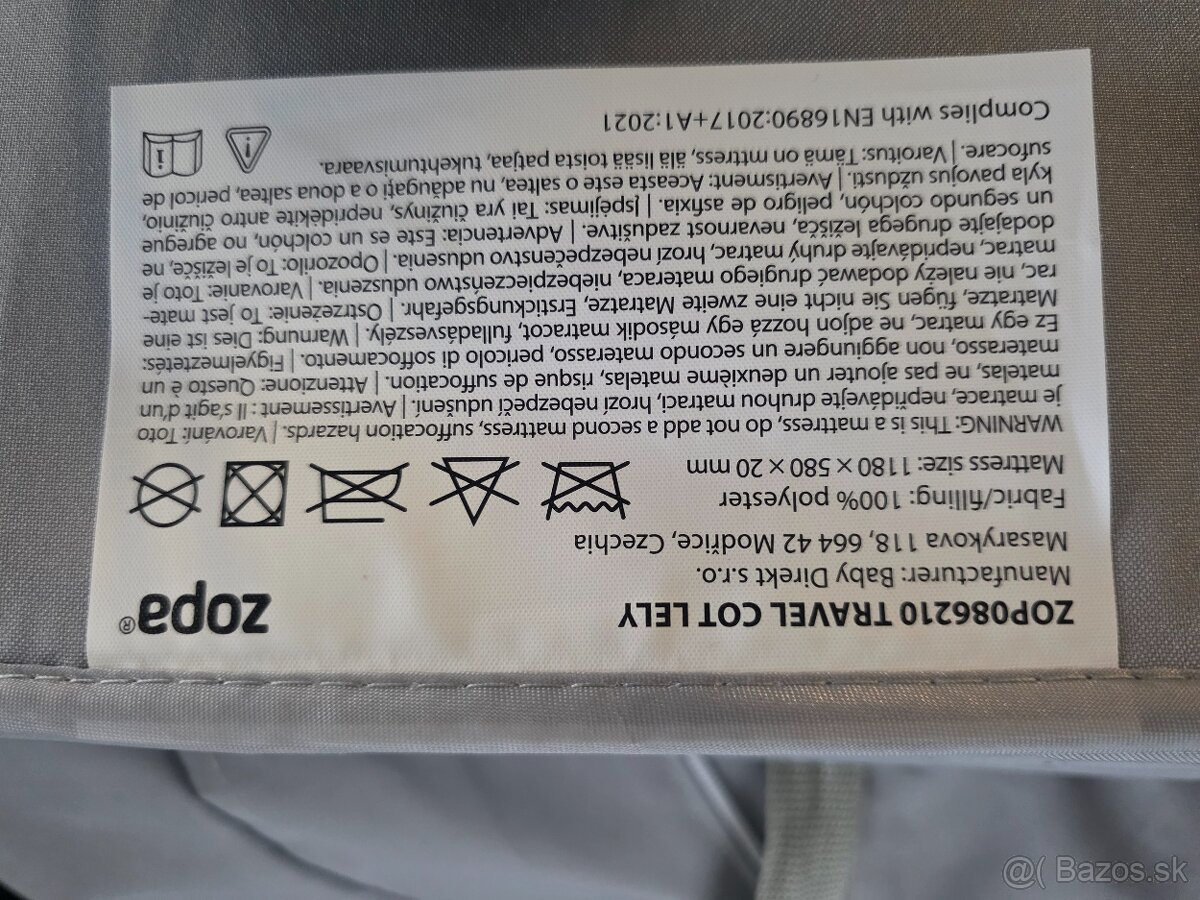 ZOP086210 TRAVEL COT LELY
zopa®
Manufacturer: Baby Direkt s.r.o.
Masarykova 118, 664 42 Modřice, Czechia
Fabric/filling: 100% polyester
Mattress size: 1180 × 580 × 20 mm
WARNING: This is a mattress, do not add a second mattress, suffocation hazards. | Varování: Toto
je matrace, nepřidávejte druhou matraci, hrozí nebezpečí udušení. | Avertissement : Il s'agit d'un
matelas, ne pas ajouter un deuxième matelas, risque de suffocation. | Attenzione: Questo è un
materasso, non aggiungere un secondo materasso, pericolo di soffocamento. | Figyelmeztetés:
Ez egy matrac, ne adjon hozzá egy második matracot, fulladásveszély. | Warnung: Dies ist eine
Matratze, fügen Sie nicht eine zweite Matratze, Erstickungsgefahr. | Ostrzeżenie: To jest mate-
rac, nie należy dodawać drugiego materaca, niebezpieczeństwo uduszenia. | Varovanie: Toto je
matrac, nepridávajte druhý matrac, hrozí nebezpečenstvo udusenia. | Opozorilo: To je ležišče, ne
dodajajte drugega ležišča, nevarnost zadušitve. | Advertencia: Este es un colchón, no agregue
un segundo colchón, peligro de asfixia. | Įspėjimas: Tai yra čiužinys, nepridėkite antro čiužinio,
kyla pavojus uždusti. | Avertisment: Aceasta este o saltea, nu adăugați o a doua saltea, pericol de
sufocare. | Varoitus: Tämä on mttress, älä lisää toista patjaa, tukehtumisvaara.
Complies with EN16890:2017+A1:2021
@( Bazos.sk